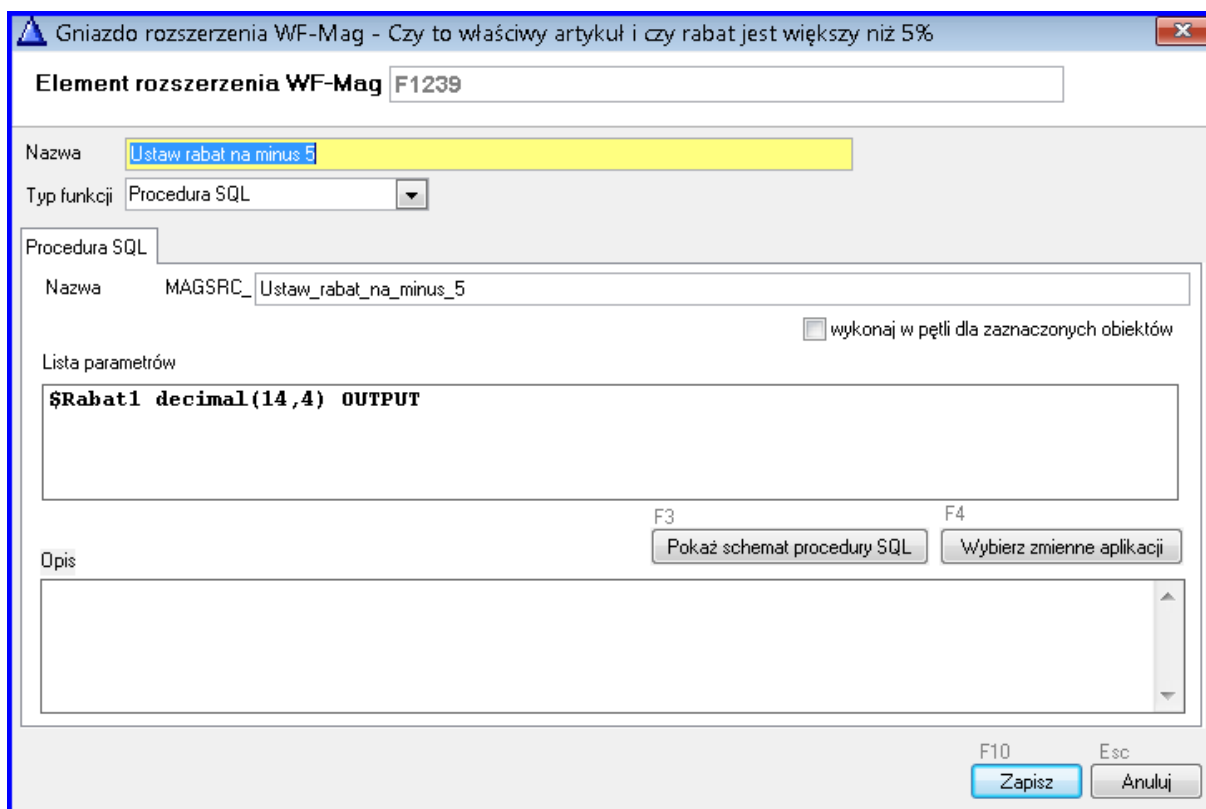 Gniazdo rozszerzenia WF-Mag - Czy to właściwy artykuł i czy rabat jest większy niż 5%
Element rozszerzenia WF-Mag F1239
Nazwa Ustaw rabat na minus 5
Typ funkcji Procedura SQL
Procedura SQL
Nazwa MAGSRC_ Ustaw_rabat_na_minus_5
wykonaj w pętli dla zaznaczonych obiektów
Lista parametrów
$Rabat1 decimal(14,4) OUTPUT
F3 F4
Pokaż schemat procedury SQL Wybierz zmienne aplikacji
Opis
F10 Esc
Zapisz Anuluj